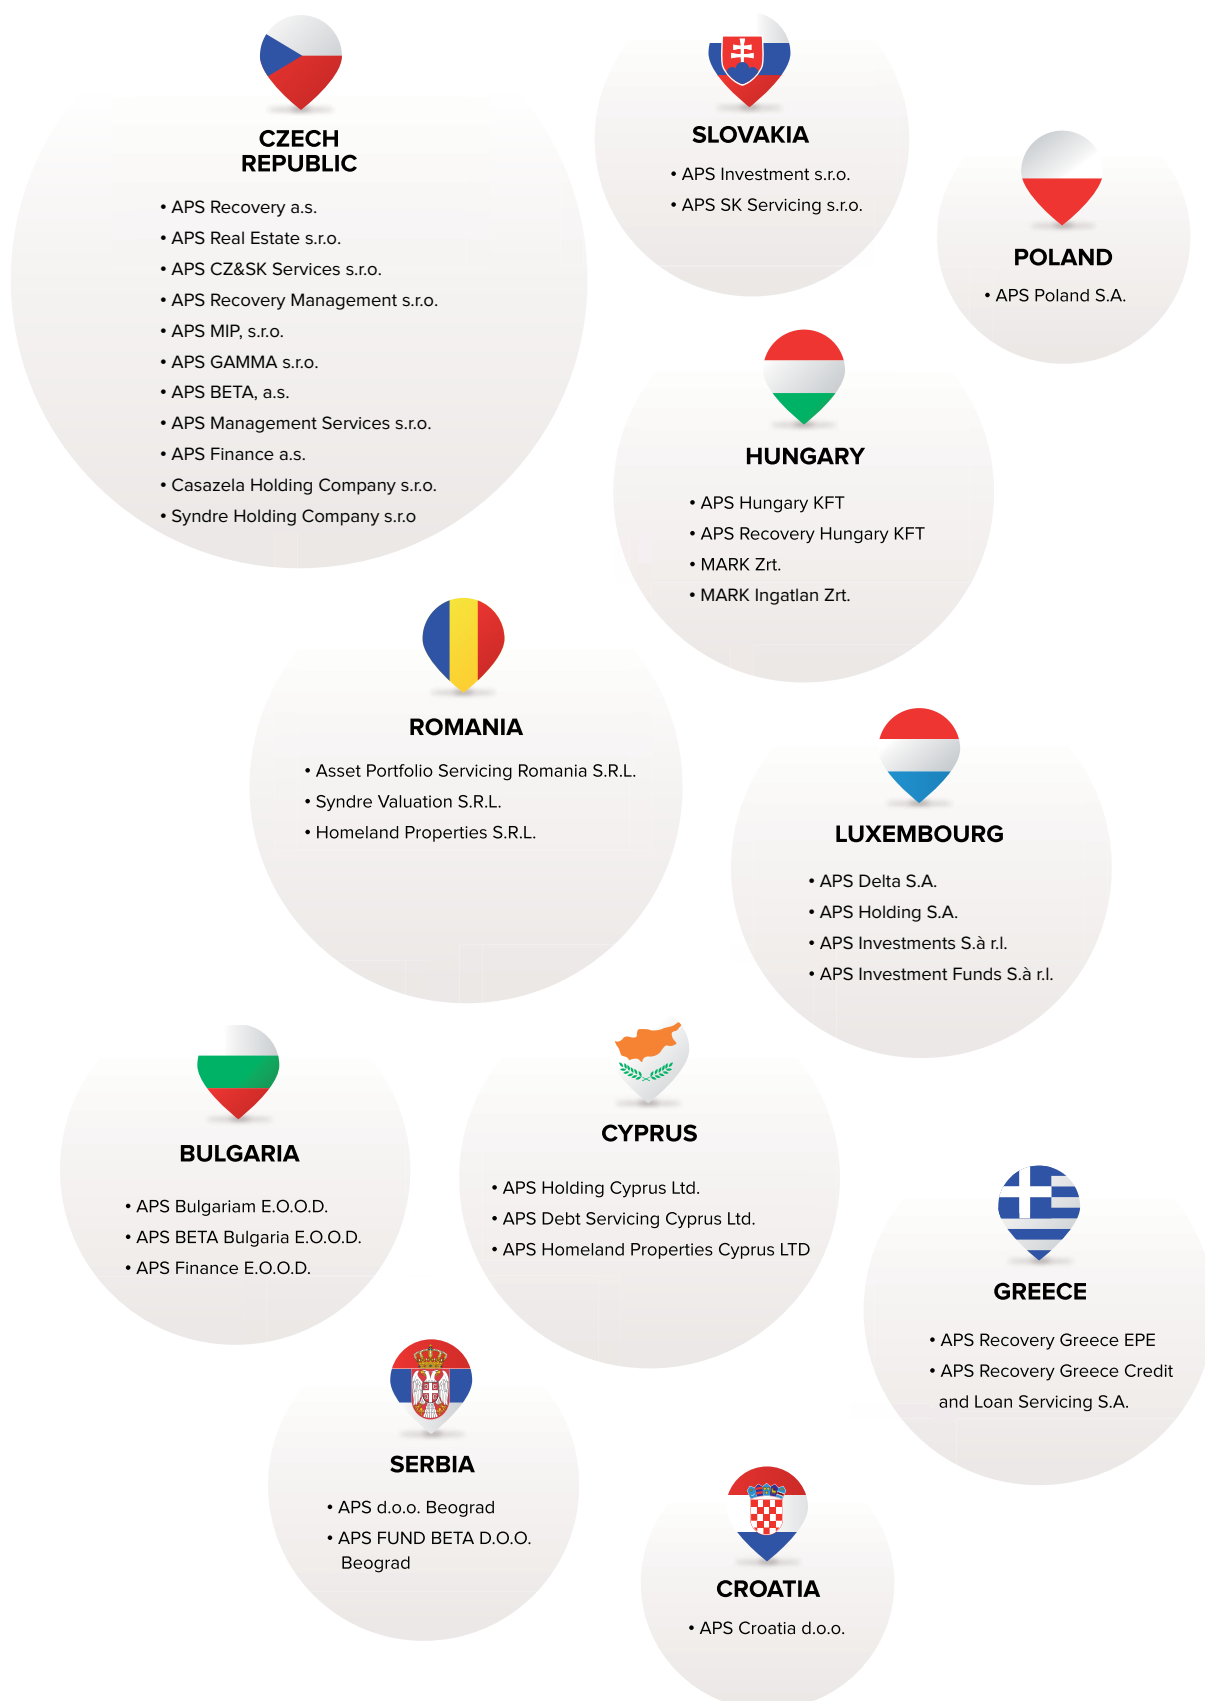 CZECH
REPUBLIC
• APS Recovery a.s.
• APS Real Estate s.r.o.
• APS CZ&SK Services s.r.o.
• APS Recovery Management s.r.o.
• APS MIP, s.r.o.
• APS GAMMA s.r.o.
• APS BETA, a.s.
• APS Management Services s.r.o.
• APS Finance a.s.
• Casazela Holding Company s.r.o.
• Syndre Holding Company s.r.o
SLOVAKIA
• APS Investment s.r.o.
• APS SK Servicing s.r.o.
POLAND
• APS Poland S.A.
HUNGARY
• APS Hungary KFT
• APS Recovery Hungary KFT
• MARK Zrt.
• MARK Ingatlan Zrt.
ROMANIA
• Asset Portfolio Servicing Romania S.R.L.
• Syndre Valuation S.R.L.
• Homeland Properties S.R.L.
LUXEMBOURG
• APS Delta S.A.
• APS Holding S.A.
• APS Investments S.à r.l.
• APS Investment Funds S.à r.l.
BULGARIA
• APS Bulgariam E.O.O.D.
• APS BETA Bulgaria E.O.O.D.
• APS Finance E.O.O.D.
CYPRUS
• APS Holding Cyprus Ltd.
• APS Debt Servicing Cyprus Ltd.
• APS Homeland Properties Cyprus LTD
GREECE
• APS Recovery Greece EPE
• APS Recovery Greece Credit
and Loan Servicing S.A.
SERBIA
• APS d.o.o. Beograd
• APS FUND BETA D.O.O.
Beograd
CROATIA
• APS Croatia d.o.o.